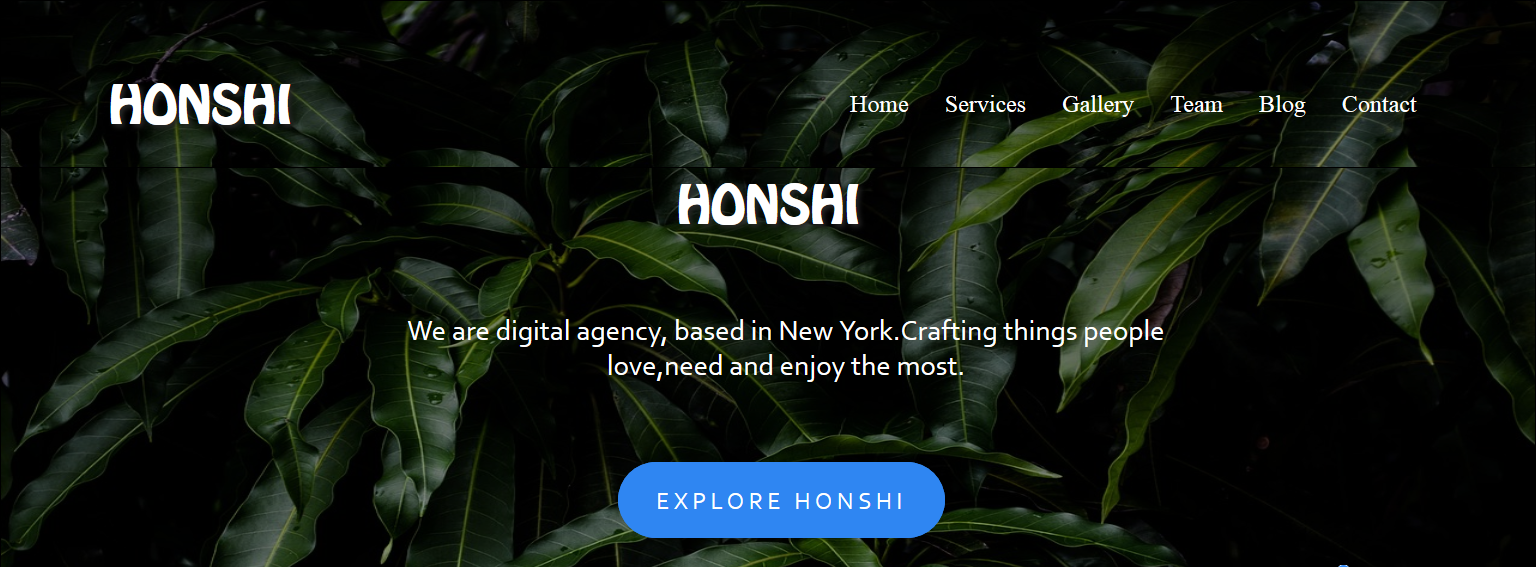 HONSHI
Home Services Gallery Team Blog Contact
HONSHI
We are digital agency, based in New York.Crafting things people
love,need and enjoy the most.
EXPLORE HONSHI